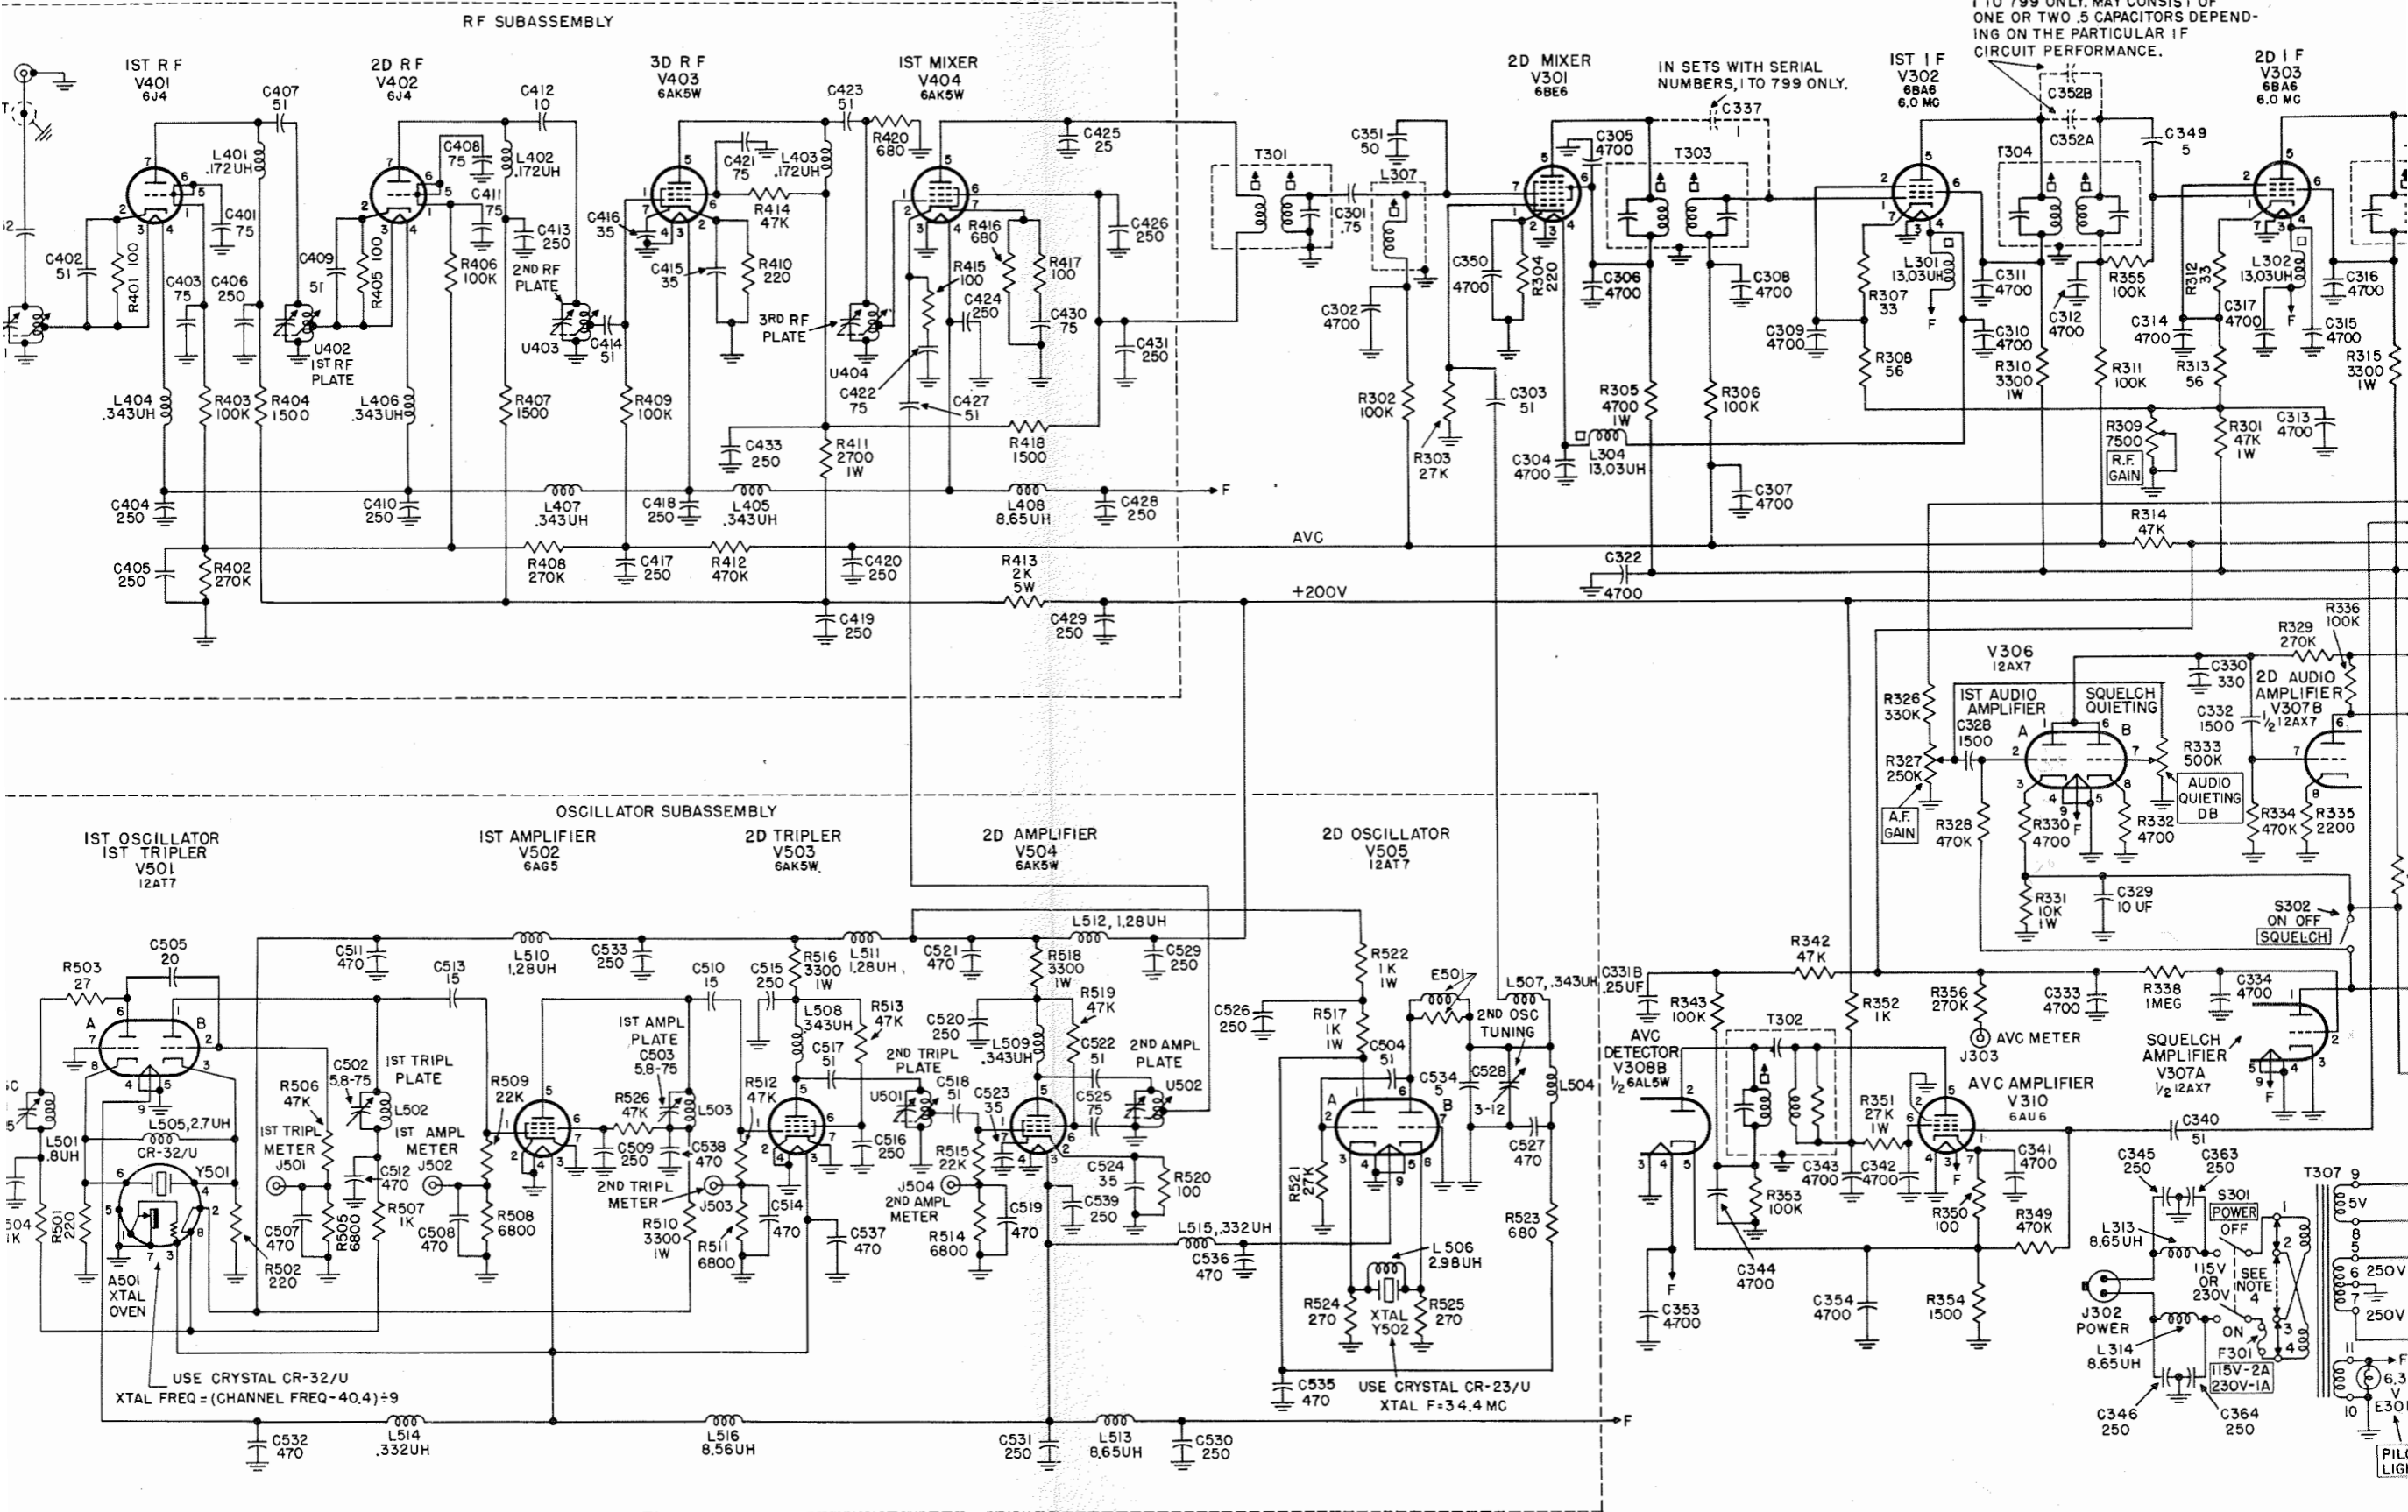 RF SUBASSEMBLY
1 TO 799 ONLY. MAY CONSIST OF
ONE OR TWO .5 CAPACITORS DEPEND-
ING ON THE PARTICULAR IF
CIRCUIT PERFORMANCE.
1ST RF
V401
6J4
2D RF
V402
6J4
3D RF
V403
6AK5W
1ST MIXER
V404
6AK5W
2D MIXER
V301
6BE6
IN SETS WITH SERIAL
NUMBERS, 1 TO 799 ONLY.
1ST IF
V302
6BA6
6.0 MC
2D IF
V303
6BA6
6.0 MC
C407
51
C412
10
C423
51
R420
680
C425
25
C351
50
C305
4700
C337
1
C352B
C352A
C349
5
L401
.172UH
C408
75
L402
.172UH
C421
75
L403
.172UH
T301
L307
T303
T304
C401
75
C411
75
C413
250
C416
35
R414
47K
R416
680
C426
250
C301
.75
C402
51
R401 100
C403
75
C406
250
C409
51
R405 100
R406
100K
2ND RF
PLATE
C415
35
R410
220
R415
100
C424
250
R417
100
C430
75
C350
4700
R304
220
C306
4700
C308
4700
R307
33
L301
13.03UH
C311
4700
C312
4700
R355
100K
R312
33
L302
13.03UH
C316
4700
C317
4700
C315
4700
F
F
U402
1ST RF
PLATE
U403
C414
51
3RD RF
PLATE
U404
C422
75
C427
51
C431
250
C302
4700
C309
4700
C310
4700
C314
4700
R308
56
R310
3300
1W
R311
100K
R313
56
R315
3300
1W
L404
.343UH
R403
100K
R404
1500
L406
.343UH
R407
1500
R409
100K
R302
100K
C303
51
R305
4700
1W
R306
100K
C433
250
R411
2700
1W
R418
1500
R303
27K
C304
4700
L304
13.03UH
R309
7500
R.F.
GAIN
R301
47K
1W
C313
4700
C404
250
C410
250
L407
.343UH
C418
250
L405
.343UH
L408
8.65UH
C428
250
F
C307
4700
R314
47K
AVC
C405
250
R402
270K
R408
270K
C417
250
R412
470K
C420
250
R413
2K
5W
C322
4700
+200V
C419
250
C429
250
R336
100K
R329
270K
V306
12AX7
C330
330
2D AUDIO
AMPLIFIER
V307B
1/2 12AX7
R326
330K
1ST AUDIO
AMPLIFIER
SQUELCH
QUIETING
C328
1500
C332
1500
R327
250K
A
B
R333
500K
A.F.
GAIN
AUDIO
QUIETING
DB
R328
470K
R330
4700
F
R332
4700
R334
470K
R335
2200
R331
10K
1W
C329
10 UF
S302
ON OFF
SQUELCH
OSCILLATOR SUBASSEMBLY
1ST OSCILLATOR
1ST TRIPLER
V501
12AT7
1ST AMPLIFIER
V502
6AG5
2D TRIPLER
V503
6AK5W.
2D AMPLIFIER
V504
6AK5W
2D OSCILLATOR
V505
12AT7
L512, 1.28UH
C505
20
C511
470
L510
1.28UH
C533
250
L511
1.28UH
C521
470
C529
250
R503
27
C513
15
C510
15
C515
250
R516
3300
1W
R518
3300
1W
R522
1K
1W
E501
L507, .343UH
C331B
.25UF
R342
47K
R343
100K
R352
1K
R356
270K
C333
4700
R338
1MEG
C334
4700
A
B
L508
.343UH
R513
47K
C520
250
R519
47K
C526
250
R517
1K
1W
2ND OSC
TUNING
AVC
DETECTOR
V308B
1/2 6AL5W
T302
J303
AVC METER
SQUELCH
AMPLIFIER
V307A
1/2 12AX7
F
1ST AMPL
PLATE
C503
5.8-75
C517
51
2ND TRIPL
PLATE
L509
.343UH
C522
51
2ND AMPL
PLATE
C504
51
C534
5
C528
3-12
L504
C502
5.8-75
1ST TRIPL
PLATE
R506
47K
L502
R509
22K
R526
47K
L503
R512
47K
U501
C518
51
C523
35
C525
75
U502
A
B
L501
.8UH
L505, 2.7UH
CR-32/U
Y501
1ST TRIPL
METER
J501
1ST AMPL
METER
J502
C512
470
C509
250
C538
470
C516
250
R515
22K
J504
2ND AMPL
METER
C524
35
R520
100
C527
470
2ND TRIPL
METER
J503
R521
27K
R351
27K
1W
AVC AMPLIFIER
V310
6AU6
C340
51
C343
4700
C342
4700
C341
4700
F
R353
100K
R350
100
R349
470K
C345
250
C363
250
S301
POWER
OFF
T307
5V
R501
220
C507
470
R505
6800
R507
1K
C508
470
R508
6800
R510
3300
1W
R511
6800
C514
470
C537
470
R514
6800
C519
470
C539
250
L515, .332UH
R523
680
R502
220
C536
470
L506
2.98UH
L313
8.65UH
115V
OR
230V
SEE
NOTE
4
250V
250V
A501
XTAL
OVEN
R524
270
XTAL
Y502
R525
270
F
C344
4700
C353
4700
C354
4700
R354
1500
J302
POWER
ON
L314
8.65UH
F301
115V-2A
230V-1A
USE CRYSTAL CR-32/U
XTAL FREQ=(CHANNEL FREQ-40.4)÷9
C535
470
USE CRYSTAL CR-23/U
XTAL F=34.4 MC
C346
250
C364
250
F
C532
470
L514
.332UH
L516
8.56UH
C531
250
L513
8.65UH
C530
250